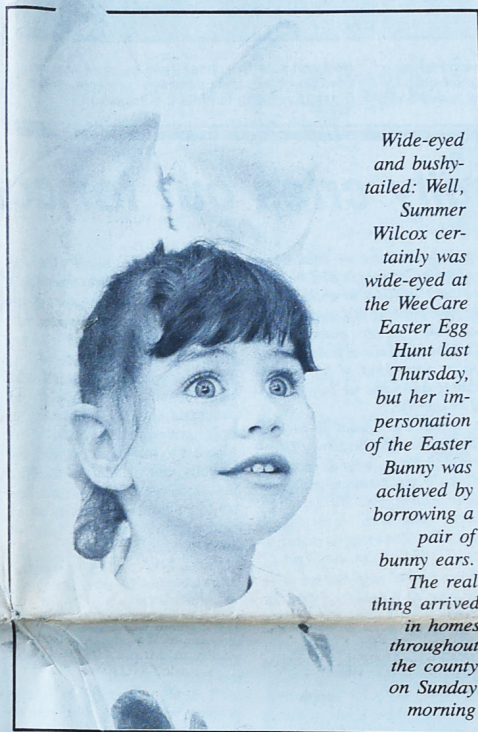 Wide-eyed
and bushy-
tailed: Well,
Summer
Wilcox cer-
tainly was
wide-eyed at
the WeeCare
Easter Egg
Hunt last
Thursday,
but her im-
personation
of the Easter
Bunny was
achieved by
borrowing a
pair of
bunny ears.
The real
thing arrived
in homes
throughout
the county
on Sunday
morning